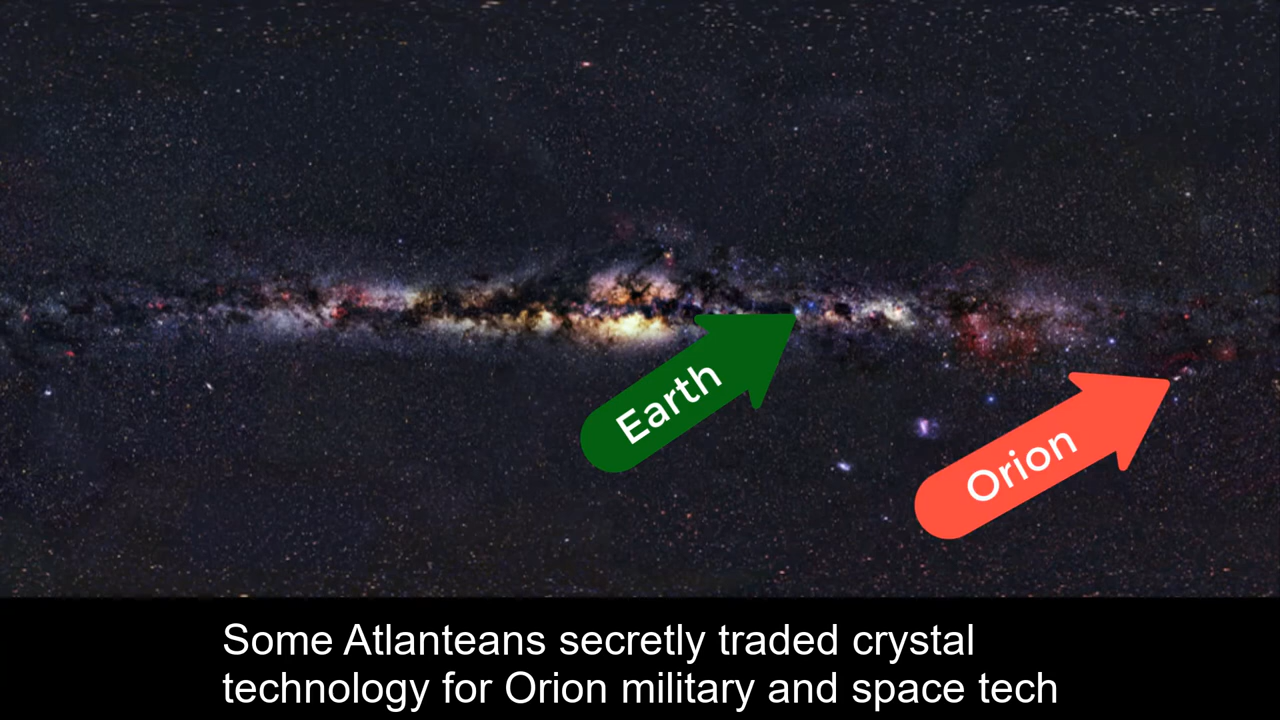 Earth
Orion
Some Atlanteans secretly traded crystal
technology for Orion military and space tech